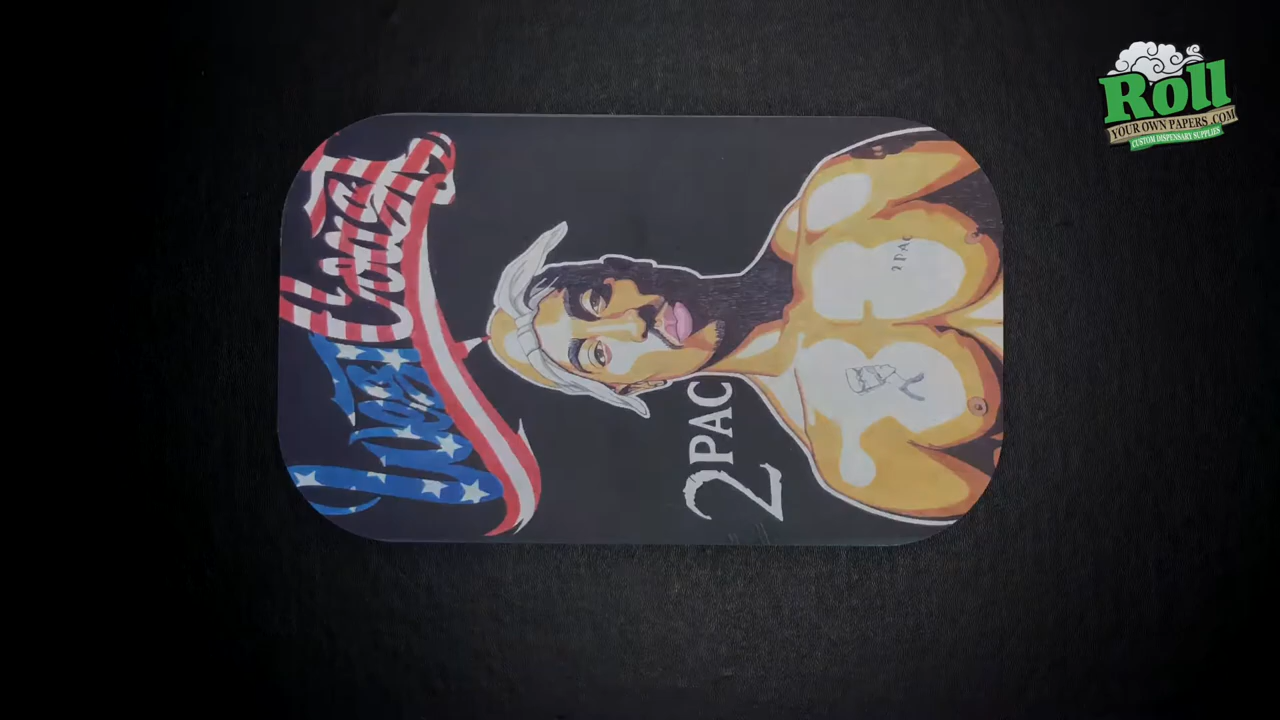 West
Coast
2PAC
2PAC
Roll
YOUR OWN PAPERS.COM
CUSTOM DISPENSARY SUPPLIES